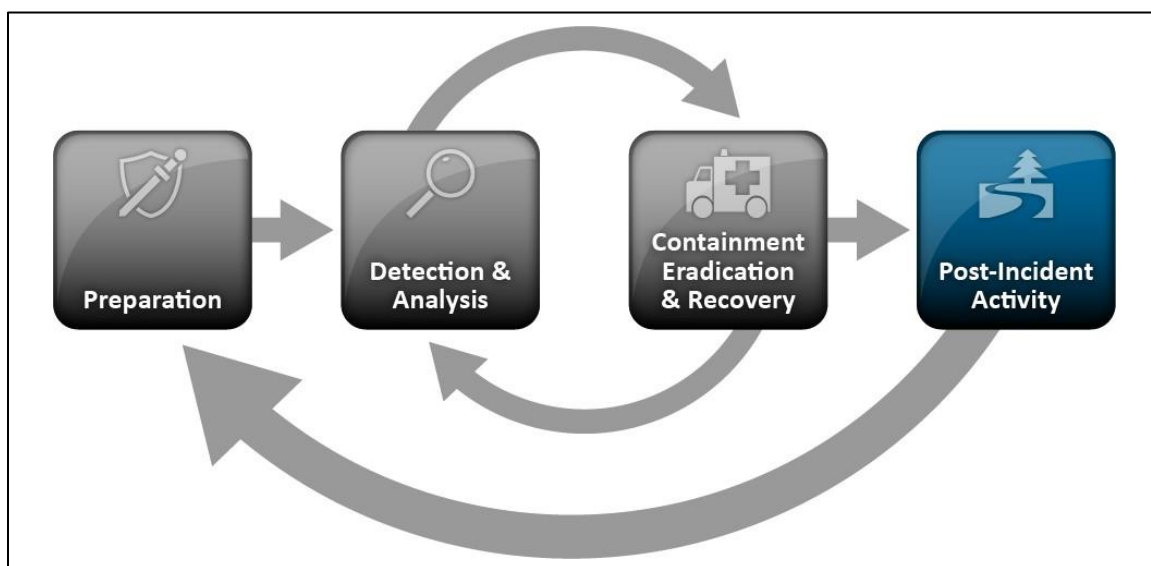 Preparation
Detection &
Analysis
Containment
Eradication
& Recovery
Post-Incident
Activity